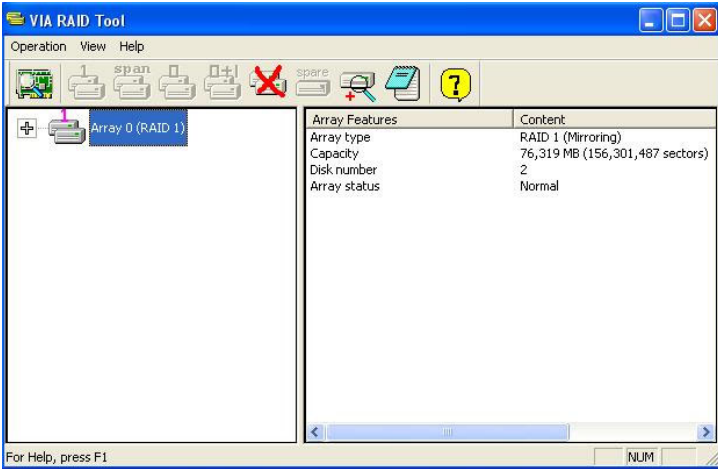 VIA RAID Tool
Operation View Help
1 span spare ?
1
Array 0 (RAID 1)
Array Features Content
Array type RAID 1 (Mirroring)
Capacity 76,319 MB (156,301,487 sectors)
Disk number 2
Array status Normal
For Help, press F1 NUM